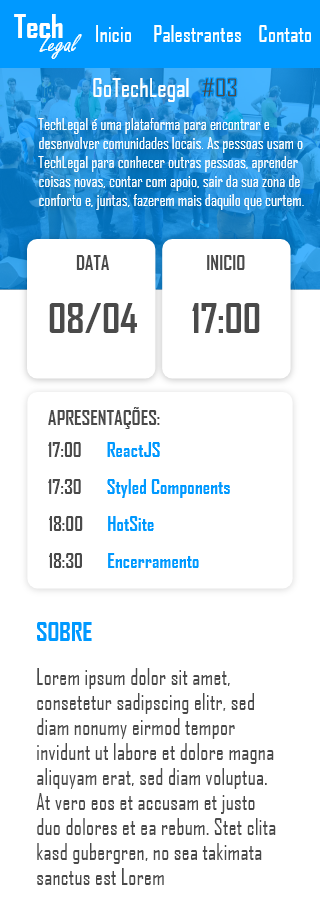 Tech Legal
Inicio Palestrantes Contato
GoTechLegal #03
TechLegal é uma plataforma para encontrar e
desenvolver comunidades locais. As pessoas usam o
TechLegal para conhecer outras pessoas, aprender
coisas novas, contar com apoio, sair da sua zona de
conforto e, juntas, fazerem mais daquilo que curtem.
DATA
08/04
INICIO
17:00
APRESENTAÇÕES:
17:00 ReactJS
17:30 Styled Components
18:00 HotSite
18:30 Encerramento
SOBRE
Lorem ipsum dolor sit amet,
consetetur sadipscing elitr, sed
diam nonumy eirmod tempor
invidunt ut labore et dolore magna
aliquyam erat, sed diam voluptua.
At vero eos et accusam et justo
duo dolores et ea rebum. Stet clita
kasd gubergren, no sea takimata
sanctus est Lorem